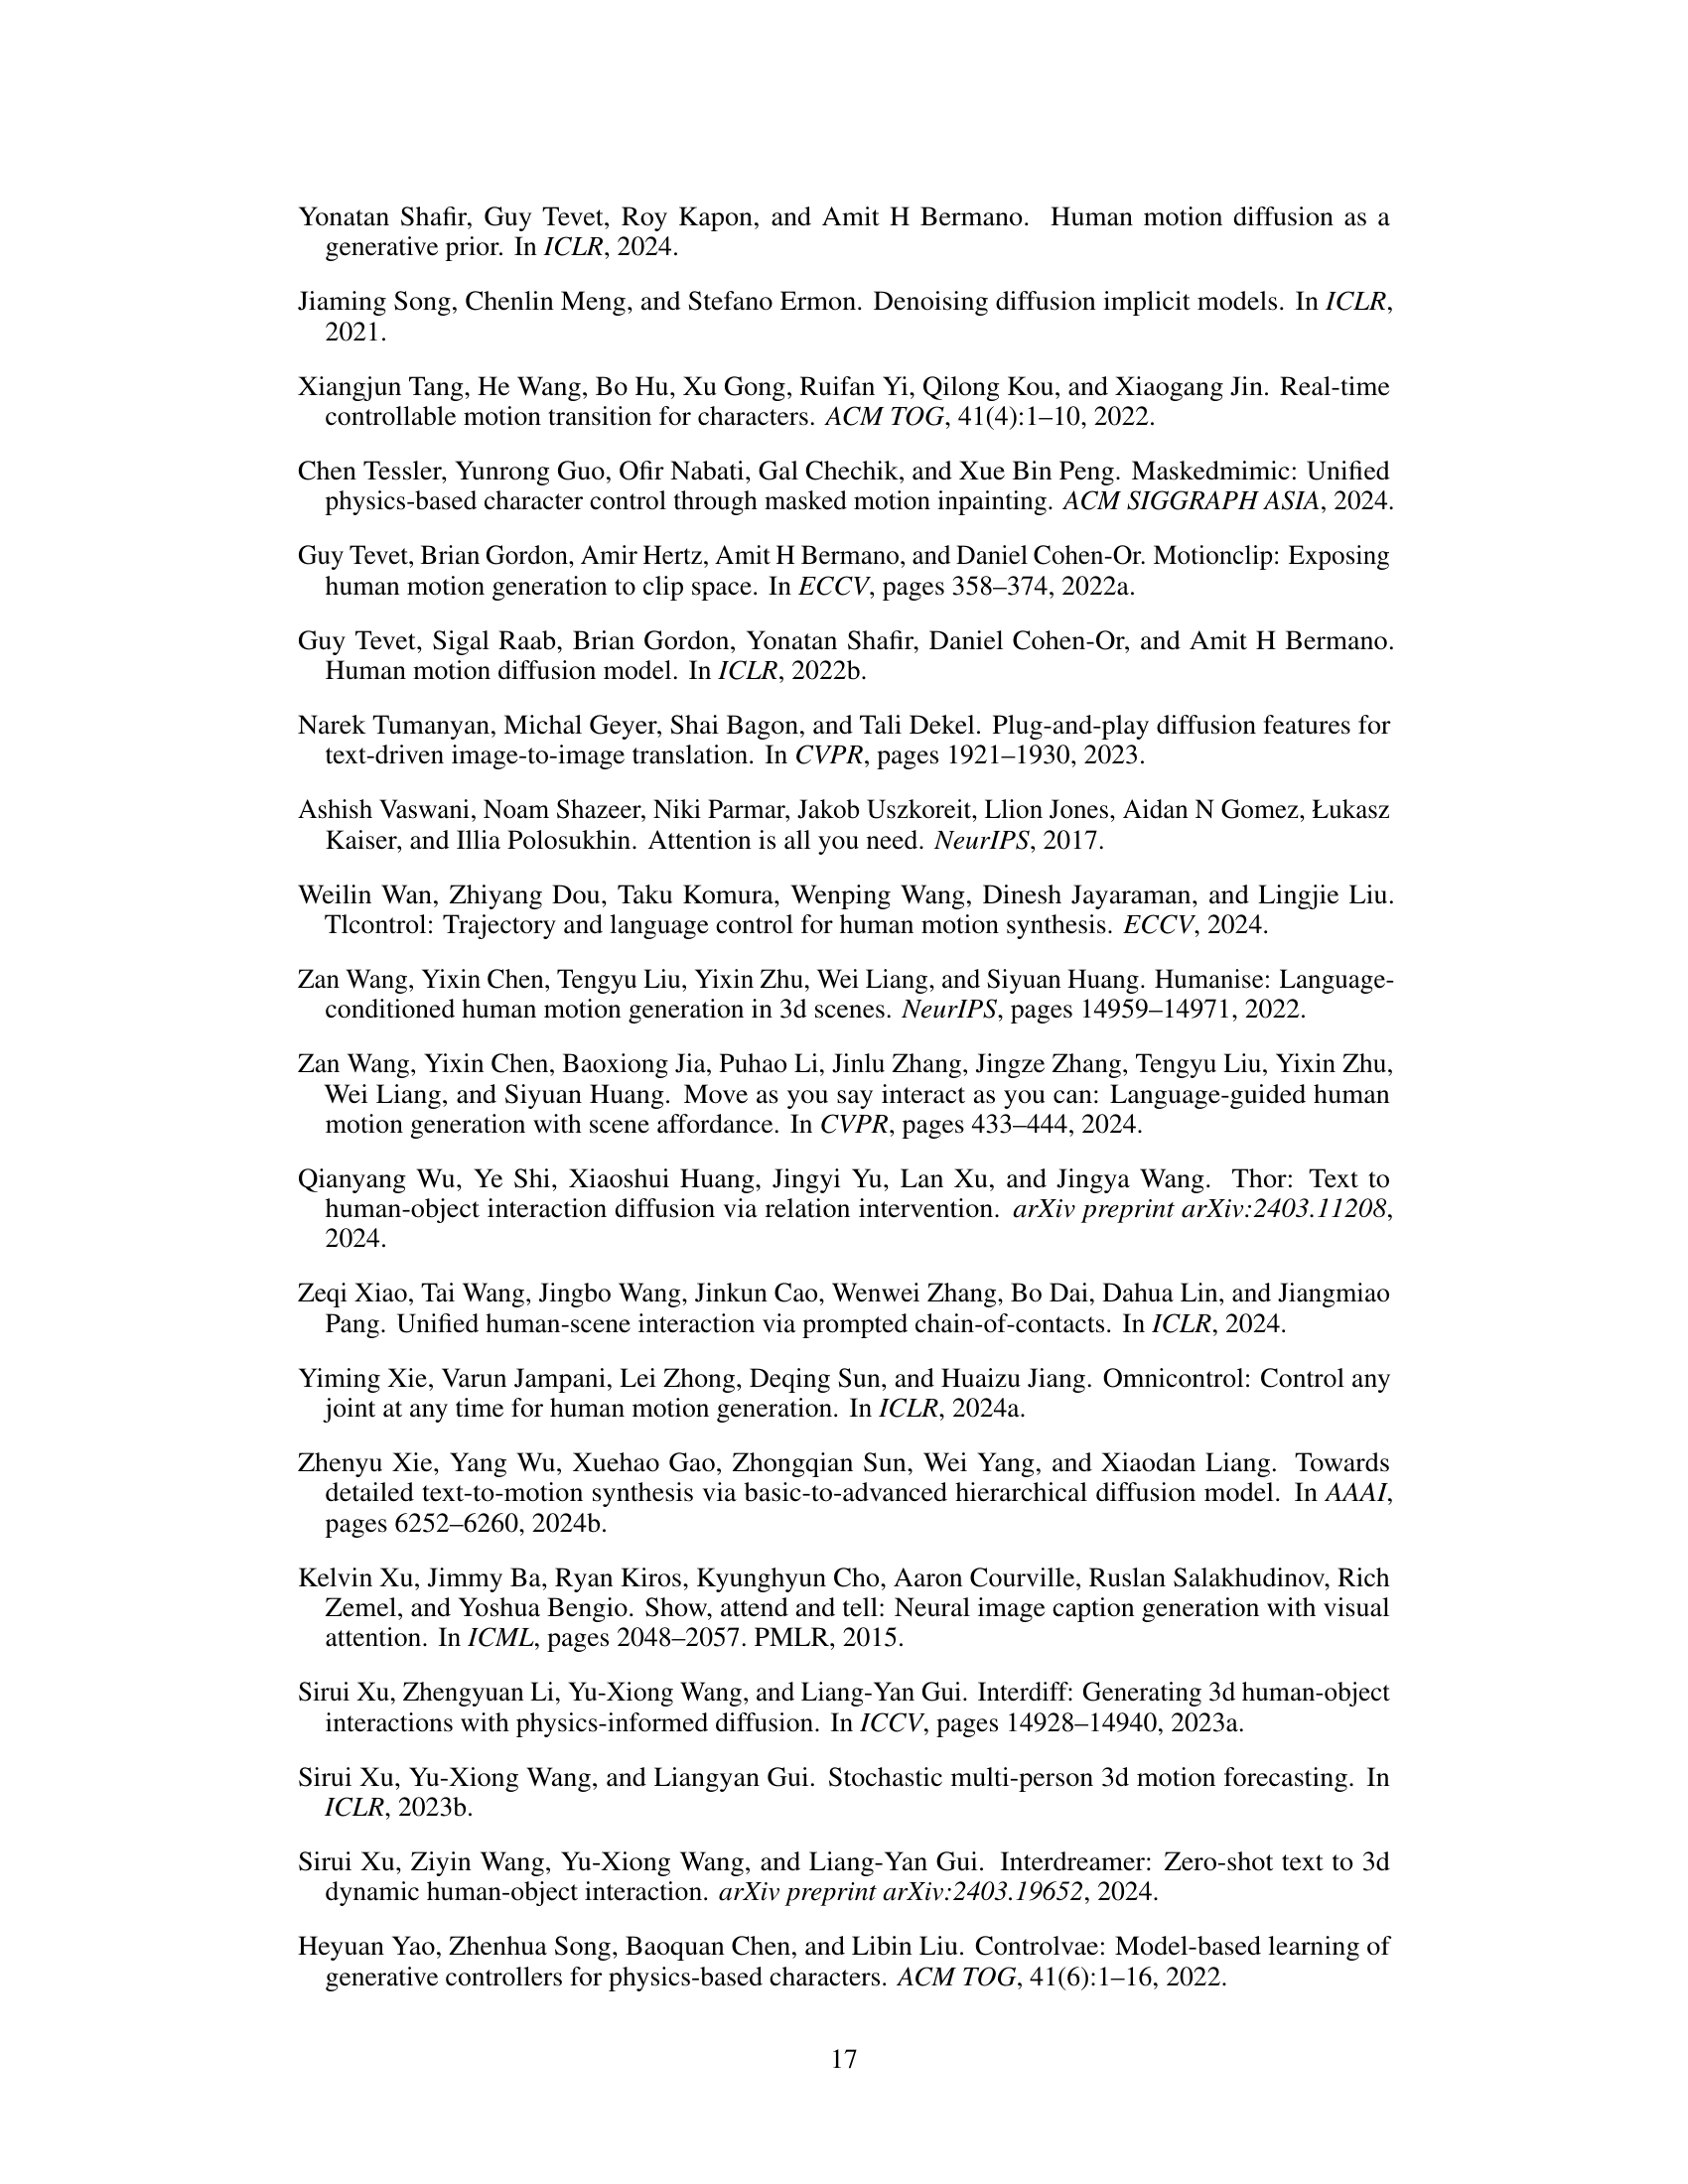 Yonatan Shafir, Guy Tevet, Roy Kapon, and Amit H Bermano. Human motion diffusion as a
generative prior. In ICLR, 2024.
Jiaming Song, Chenlin Meng, and Stefano Ermon. Denoising diffusion implicit models. In ICLR,
2021.
Xiangjun Tang, He Wang, Bo Hu, Xu Gong, Ruifan Yi, Qilong Kou, and Xiaogang Jin. Real-time
controllable motion transition for characters. ACM TOG, 41(4):1–10, 2022.
Chen Tessler, Yunrong Guo, Ofir Nabati, Gal Chechik, and Xue Bin Peng. Maskedmimic: Unified
physics-based character control through masked motion inpainting. ACM SIGGRAPH ASIA, 2024.
Guy Tevet, Brian Gordon, Amir Hertz, Amit H Bermano, and Daniel Cohen-Or. Motionclip: Exposing
human motion generation to clip space. In ECCV, pages 358–374, 2022a.
Guy Tevet, Sigal Raab, Brian Gordon, Yonatan Shafir, Daniel Cohen-Or, and Amit H Bermano.
Human motion diffusion model. In ICLR, 2022b.
Narek Tumanyan, Michal Geyer, Shai Bagon, and Tali Dekel. Plug-and-play diffusion features for
text-driven image-to-image translation. In CVPR, pages 1921–1930, 2023.
Ashish Vaswani, Noam Shazeer, Niki Parmar, Jakob Uszkoreit, Llion Jones, Aidan N Gomez, Łukasz
Kaiser, and Illia Polosukhin. Attention is all you need. NeurIPS, 2017.
Weilin Wan, Zhiyang Dou, Taku Komura, Wenping Wang, Dinesh Jayaraman, and Lingjie Liu.
Tlcontrol: Trajectory and language control for human motion synthesis. ECCV, 2024.
Zan Wang, Yixin Chen, Tengyu Liu, Yixin Zhu, Wei Liang, and Siyuan Huang. Humanise: Language-
conditioned human motion generation in 3d scenes. NeurIPS, pages 14959–14971, 2022.
Zan Wang, Yixin Chen, Baoxiong Jia, Puhao Li, Jinlu Zhang, Jingze Zhang, Tengyu Liu, Yixin Zhu,
Wei Liang, and Siyuan Huang. Move as you say interact as you can: Language-guided human
motion generation with scene affordance. In CVPR, pages 433–444, 2024.
Qianyang Wu, Ye Shi, Xiaoshui Huang, Jingyi Yu, Lan Xu, and Jingya Wang. Thor: Text to
human-object interaction diffusion via relation intervention. arXiv preprint arXiv:2403.11208,
2024.
Zeqi Xiao, Tai Wang, Jingbo Wang, Jinkun Cao, Wenwei Zhang, Bo Dai, Dahua Lin, and Jiangmiao
Pang. Unified human-scene interaction via prompted chain-of-contacts. In ICLR, 2024.
Yiming Xie, Varun Jampani, Lei Zhong, Deqing Sun, and Huaizu Jiang. Omnicontrol: Control any
joint at any time for human motion generation. In ICLR, 2024a.
Zhenyu Xie, Yang Wu, Xuehao Gao, Zhongqian Sun, Wei Yang, and Xiaodan Liang. Towards
detailed text-to-motion synthesis via basic-to-advanced hierarchical diffusion model. In AAAI,
pages 6252–6260, 2024b.
Kelvin Xu, Jimmy Ba, Ryan Kiros, Kyunghyun Cho, Aaron Courville, Ruslan Salakhudinov, Rich
Zemel, and Yoshua Bengio. Show, attend and tell: Neural image caption generation with visual
attention. In ICML, pages 2048–2057. PMLR, 2015.
Sirui Xu, Zhengyuan Li, Yu-Xiong Wang, and Liang-Yan Gui. Interdiff: Generating 3d human-object
interactions with physics-informed diffusion. In ICCV, pages 14928–14940, 2023a.
Sirui Xu, Yu-Xiong Wang, and Liangyan Gui. Stochastic multi-person 3d motion forecasting. In
ICLR, 2023b.
Sirui Xu, Ziyin Wang, Yu-Xiong Wang, and Liang-Yan Gui. Interdreamer: Zero-shot text to 3d
dynamic human-object interaction. arXiv preprint arXiv:2403.19652, 2024.
Heyuan Yao, Zhenhua Song, Baoquan Chen, and Libin Liu. Controlvae: Model-based learning of
generative controllers for physics-based characters. ACM TOG, 41(6):1–16, 2022.
17